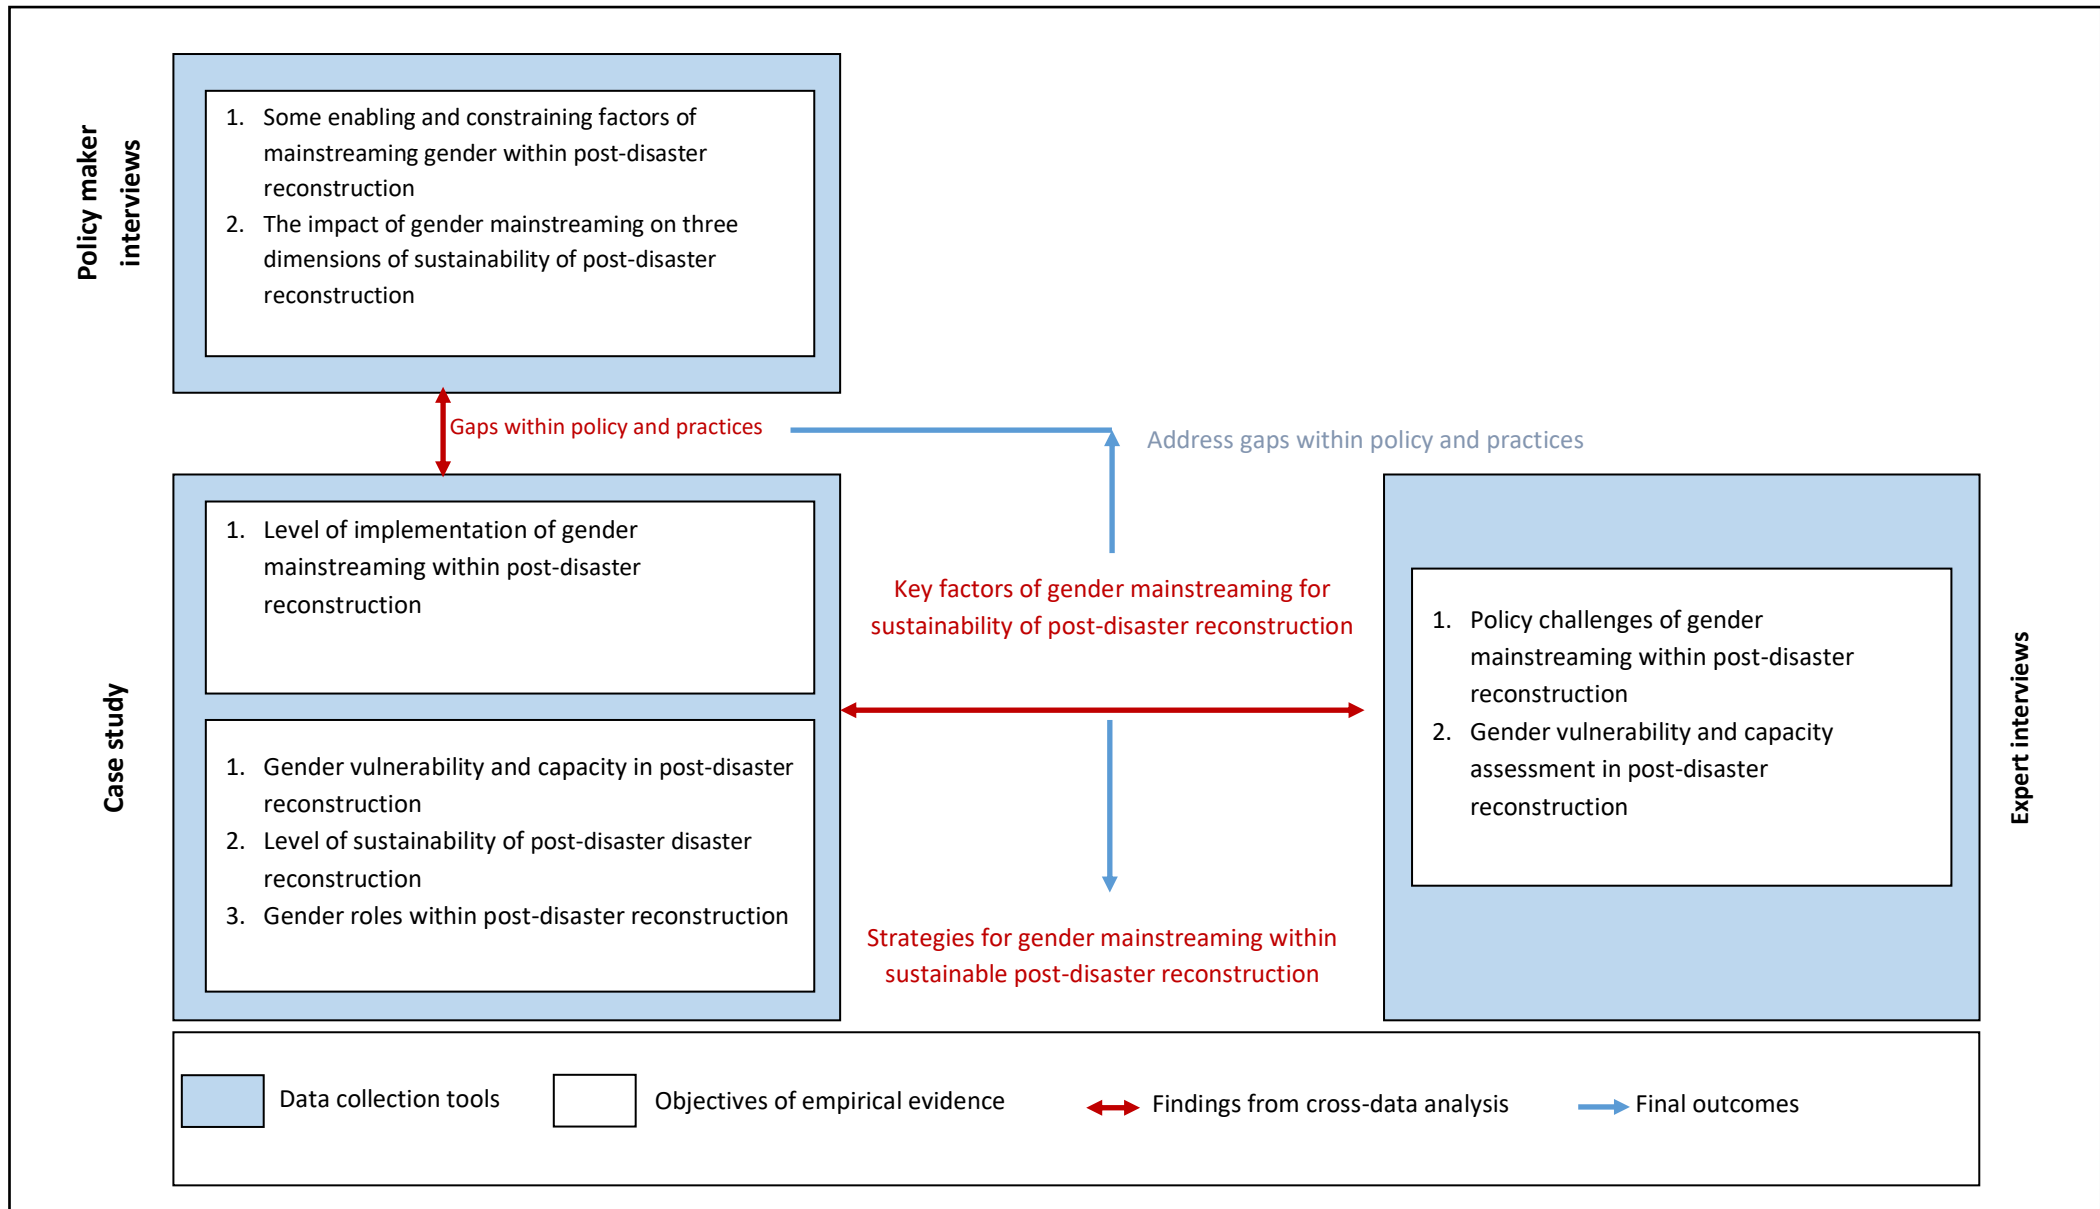 Policy maker
interviews
1. Some enabling and constraining factors of
mainstreaming gender within post-disaster
reconstruction
2. The impact of gender mainstreaming on three
dimensions of sustainability of post-disaster
reconstruction
Gaps within policy and practices
Address gaps within policy and practices
Case study
1. Level of implementation of gender
mainstreaming within post-disaster
reconstruction
1. Gender vulnerability and capacity in post-disaster
reconstruction
2. Level of sustainability of post-disaster disaster
reconstruction
3. Gender roles within post-disaster reconstruction
Key factors of gender mainstreaming for
sustainability of post-disaster reconstruction
Strategies for gender mainstreaming within
sustainable post-disaster reconstruction
1. Policy challenges of gender
mainstreaming within post-disaster
reconstruction
2. Gender vulnerability and capacity
assessment in post-disaster
reconstruction
Expert interviews
Data collection tools
Objectives of empirical evidence
Findings from cross-data analysis
Final outcomes